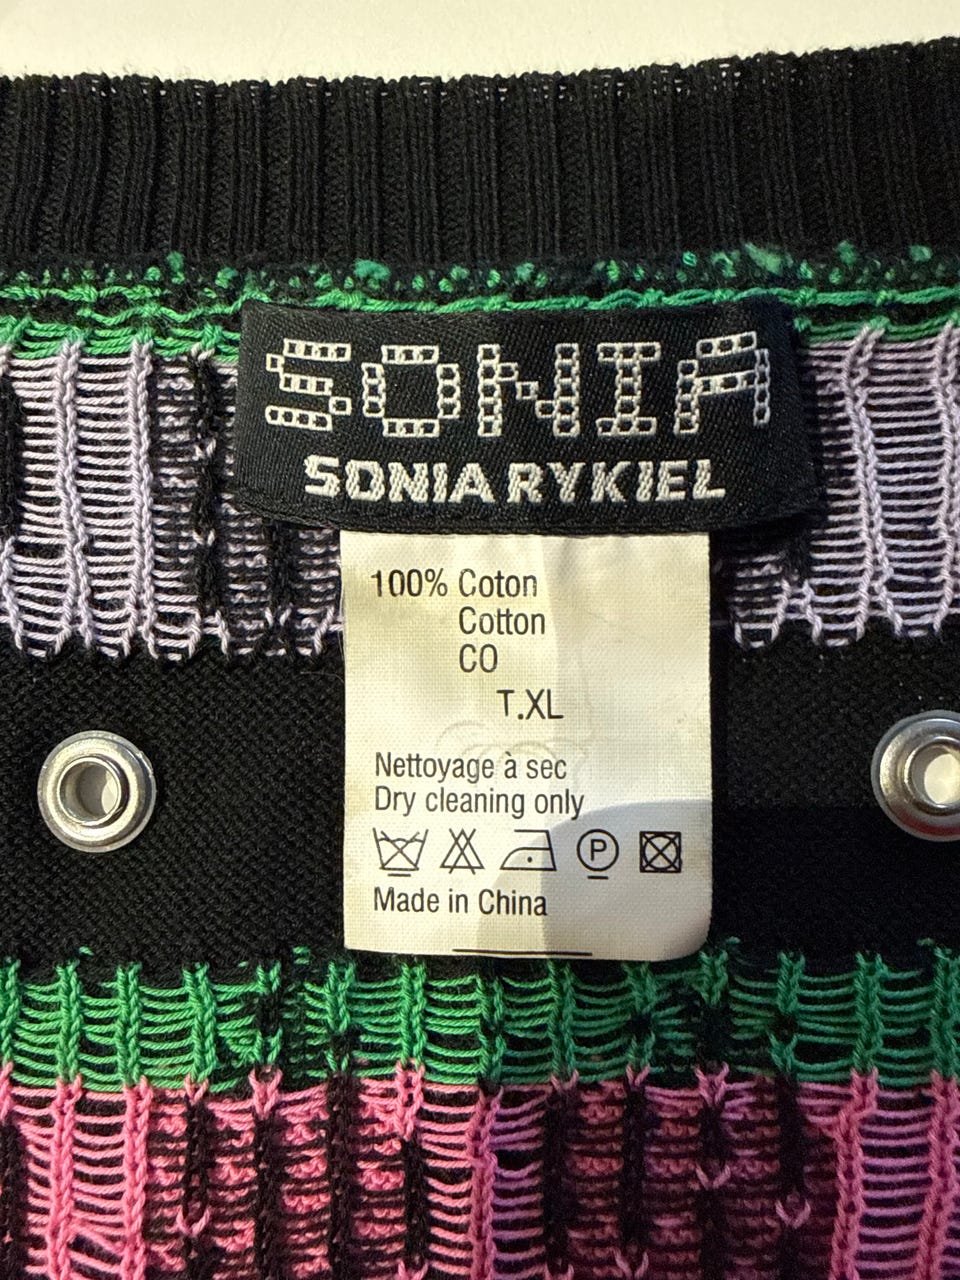 SONIA
SONIA RYKIEL
100% Coton
Cotton
CO
T.XL
Nettoyage à sec
Dry cleaning only
P
Made in China